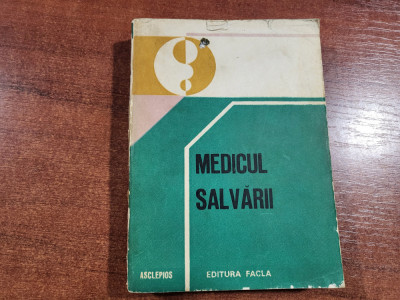 MEDICUL
SALVĂRII
ASCLEPIOS EDITURA FACLA